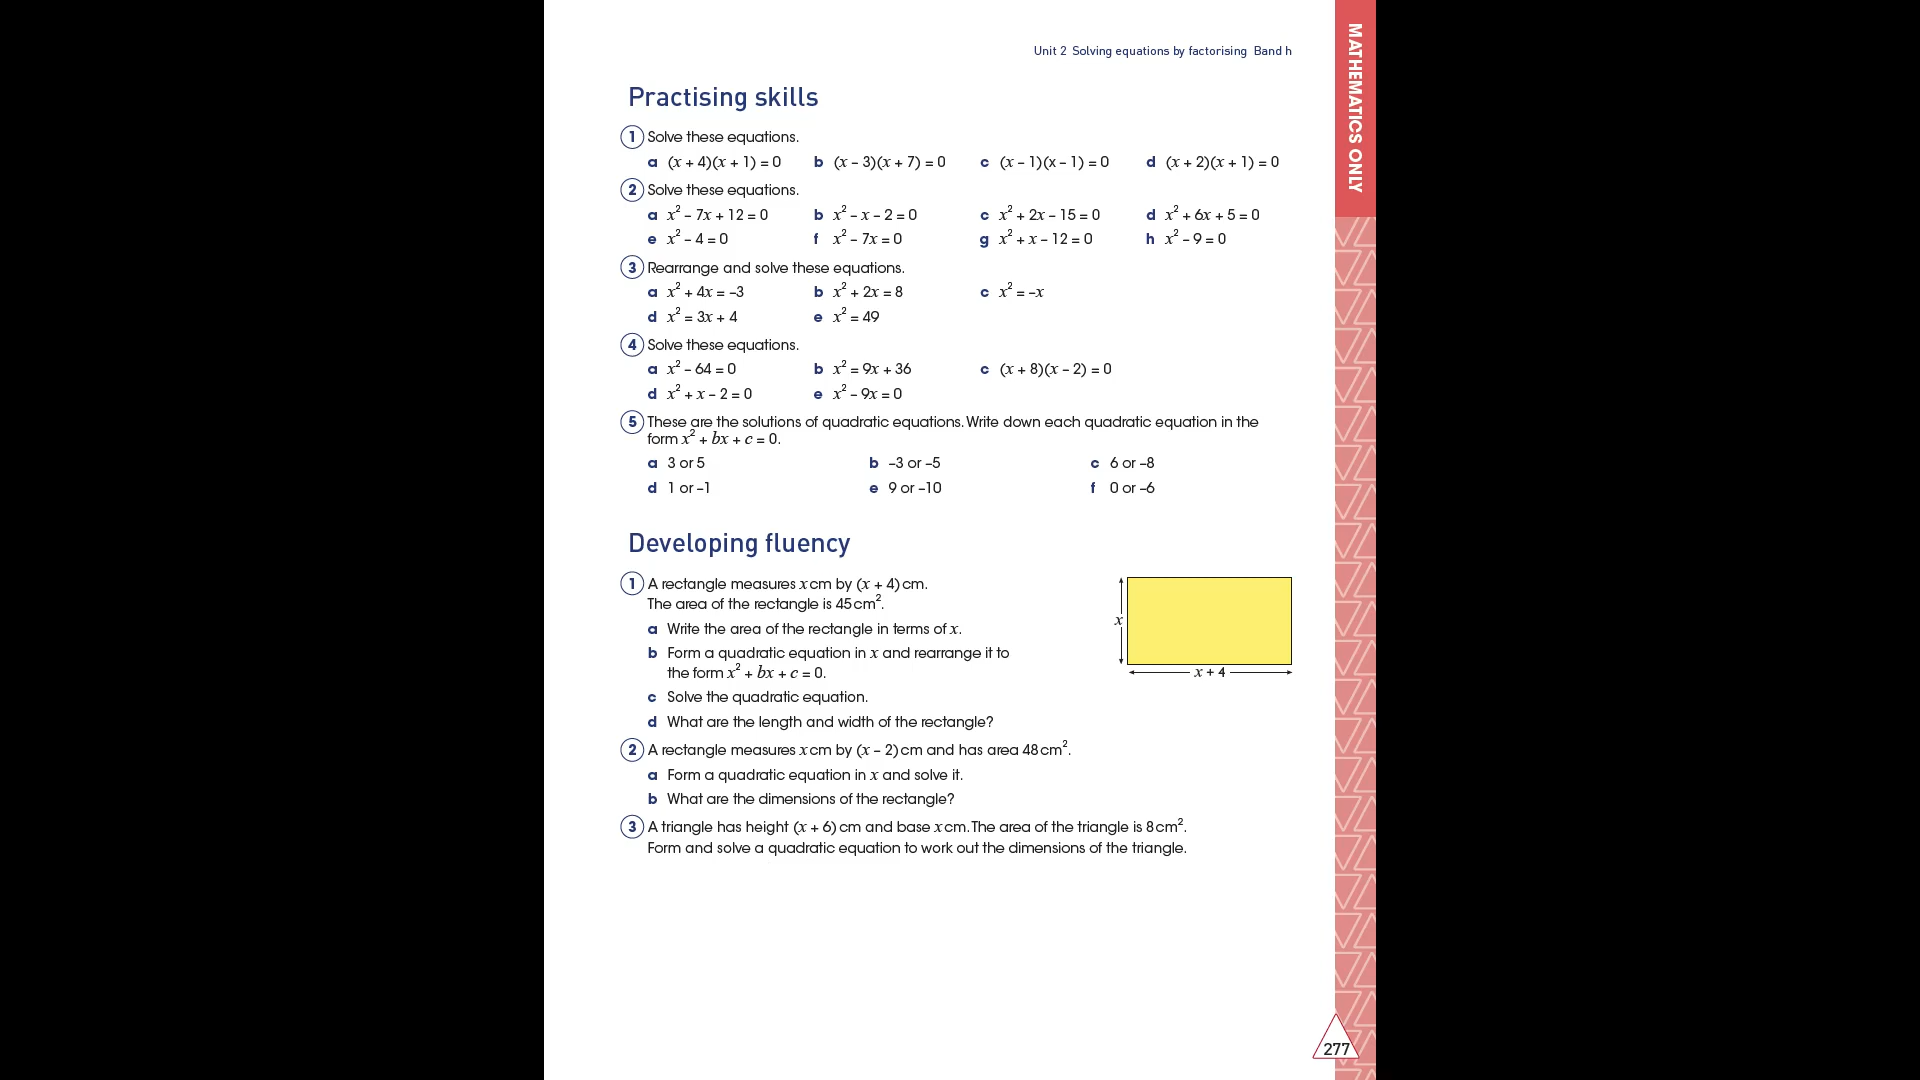 Unit 2 Solving equations by factorising Band h
MATHEMATICS ONLY
Practising skills
1 Solve these equations.
a (x + 4)(x + 1) = 0 b (x – 3)(x + 7) = 0 c (x – 1)(x – 1) = 0 d (x + 2)(x + 1) = 0
2 Solve these equations.
a x² – 7x + 12 = 0 b x² – x – 2 = 0 c x² + 2x – 15 = 0 d x² + 6x + 5 = 0
e x² – 4 = 0 f x² – 7x = 0 g x² + x – 12 = 0 h x² – 9 = 0
3 Rearrange and solve these equations.
a x² + 4x = –3 b x² + 2x = 8 c x² = –x
d x² = 3x + 4 e x² = 49
4 Solve these equations.
a x² – 64 = 0 b x² = 9x + 36 c (x + 8)(x – 2) = 0
d x² + x – 2 = 0 e x² – 9x = 0
5 These are the solutions of quadratic equations. Write down each quadratic equation in the
form x² + bx + c = 0.
a 3 or 5 b –3 or –5 c 6 or –8
d 1 or –1 e 9 or –10 f 0 or –6
Developing fluency
1 A rectangle measures x cm by (x + 4) cm.
The area of the rectangle is 45 cm².
a Write the area of the rectangle in terms of x.
b Form a quadratic equation in x and rearrange it to
the form x² + bx + c = 0.
c Solve the quadratic equation.
d What are the length and width of the rectangle?
x
x + 4
2 A rectangle measures x cm by (x – 2) cm and has area 48 cm².
a Form a quadratic equation in x and solve it.
b What are the dimensions of the rectangle?
3 A triangle has height (x + 6) cm and base x cm. The area of the triangle is 8 cm².
Form and solve a quadratic equation to work out the dimensions of the triangle.
277